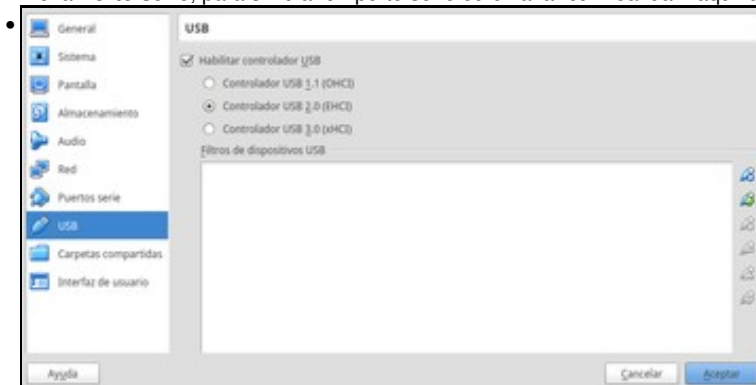 General
Sistema
Pantalla
Almacenamiento
Audio
Red
Puertos serie
USB
Carpetas compartidas
Interfaz de usuario
USB
Habilitar controlador USB
Controlador USB 1.1 (OHCI)
Controlador USB 2.0 (EHCI)
Controlador USB 3.0 (xHCI)
Filtros de dispositivos USB
Ayuda
Cancelar
Aceptar